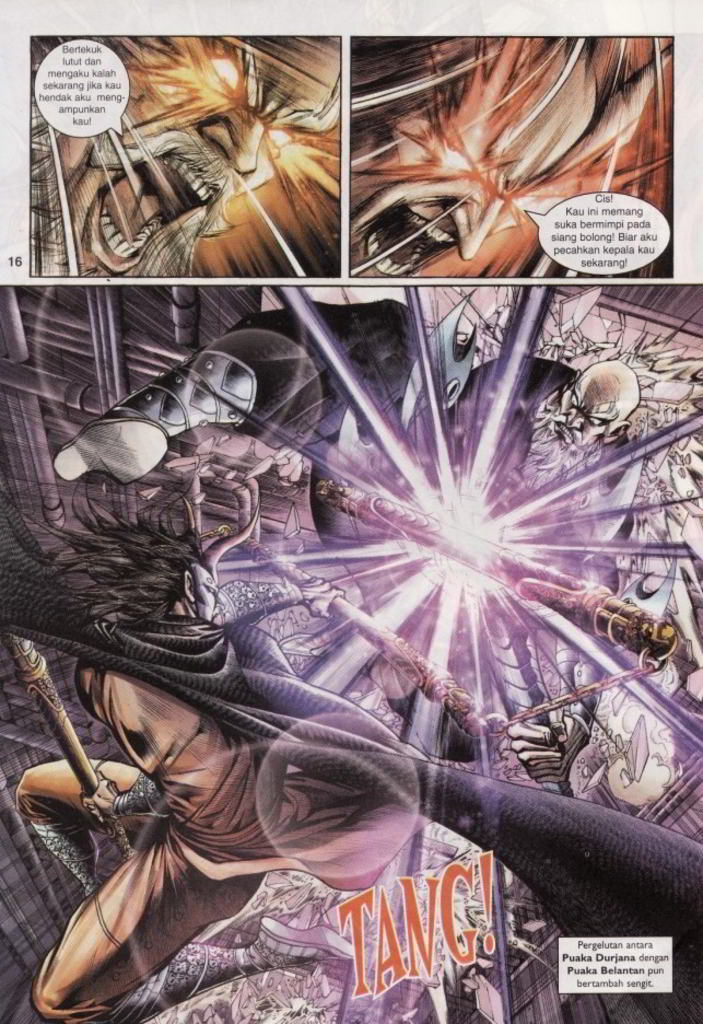 Bertekuk
lutut dan
mengaku kalah
sekarang jika kau
hendak aku meng-
ampunkan
kau!
Cis!
Kau ini memang
suka bermimpi pada
siang bolong! Biar aku
pecahkan kepala kau
sekarang!
16
TANG!
Pergelutan antara
Puaka Durjana dengan
Puaka Belantan pun
bertambah sengit.